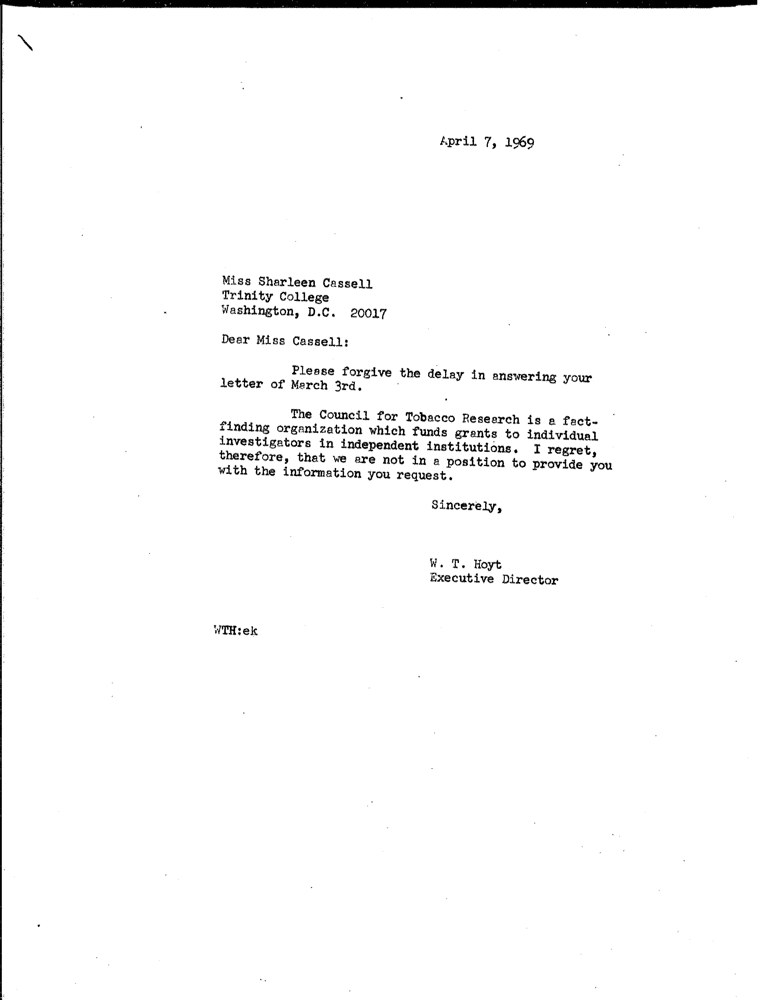 April 7, 1969
Miss Sharleen Cassell
Trinity College
Washington, D.C. 20017
Dear Miss Cassell:
Please forgive the delay in answering your
letter of March 3rd.
The Council for Tobacco Research is a fact-
finding organization which funds grants to individual
investigators in independent institutions. I regret,
therefore, that we are not in a position to provide you
with the information you request.
Sincerely,
W. T. Hoyt
Executive Director
WTH:ek